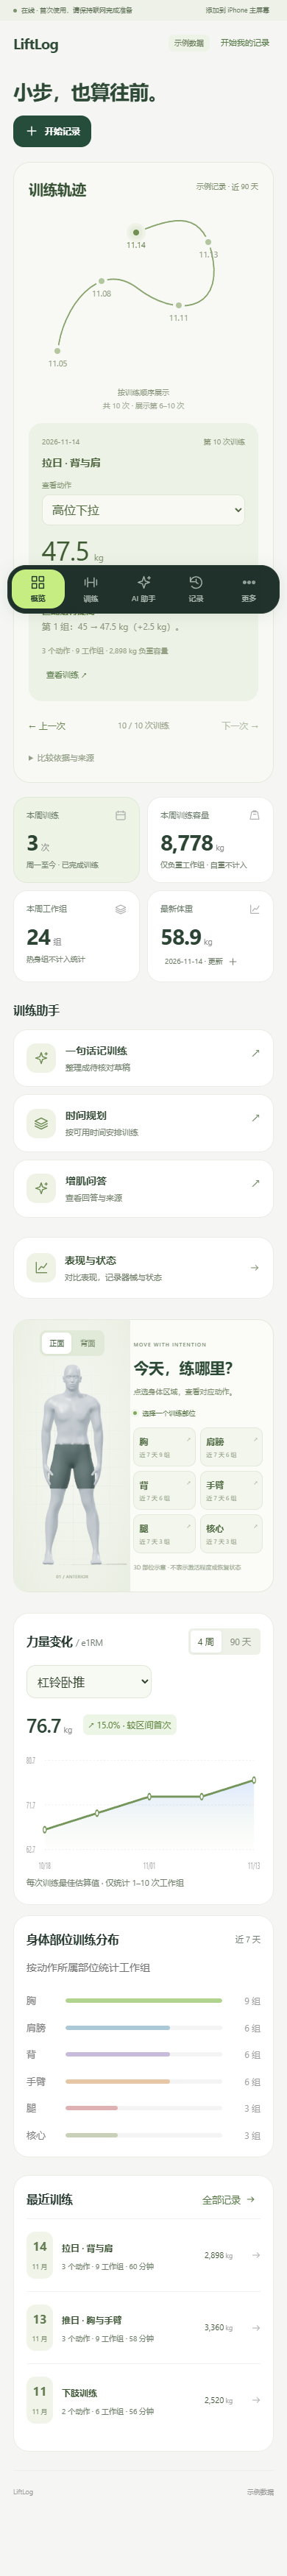 在线 · 首次使用，请保持联网完成准备
添加到 iPhone 主屏幕
LiftLog
示例数据
开始我的记录
小步，也算往前。
开始记录
训练轨迹
示例记录 · 近 90 天
11.14
11.13
11.08
11.11
11.05
按训练顺序展示
共 10 次 · 展示第 6–10 次
2026-11-14
第 10 次训练
拉日 · 背与肩
查看动作
高位下拉
47.5 kg
概览
训练
AI 助手
记录
更多
第 1 组：45 → 47.5 kg（+2.5 kg）。
3 个动作 · 9 工作组 · 2,898 kg 负重容量
查看训练 ↗
← 上一次
10 / 10 次训练
下一次 →
▶ 比较依据与来源
本周训练
3 次
周一至今 · 已完成训练
本周训练容量
8,778 kg
仅负重工作组 · 自重不计入
本周工作组
24 组
热身组不计入统计
最新体重
58.9 kg
2026-11-14 · 更新 ＋
训练助手
一句话记训练
整理成待核对草稿
时间规划
按可用时间安排训练
增肌问答
查看回答与来源
表现与状态
对比表现，记录器械与状态
正面
背面
MOVE WITH INTENTION
今天，练哪里？
点选身体区域，查看对应动作。
选择一个训练部位
胸
近 7 天 9 组
肩膀
近 7 天 6 组
背
近 7 天 6 组
手臂
近 7 天 6 组
腿
近 7 天 3 组
核心
近 7 天 3 组
01 / ANTERIOR
3D 部位示意 · 不表示激活程度或恢复状态
力量变化 / e1RM
4 周
90 天
杠铃卧推
76.7 kg
↗ 15.0% · 较区间首次
71.7
62.7
10/18
11/01
11/13
每次训练最佳估算值 · 仅统计 1–10 次工作组
身体部位训练分布
近 7 天
按动作所属部位统计工作组
胸
9 组
肩膀
6 组
背
6 组
手臂
6 组
腿
3 组
核心
3 组
最近训练
全部记录 →
14
11 月
拉日 · 背与肩
3 个动作 · 9 工作组 · 60 分钟
2,898 kg
13
11 月
推日 · 胸与手臂
3 个动作 · 9 工作组 · 58 分钟
3,360 kg
11
11 月
下肢训练
2 个动作 · 6 工作组 · 56 分钟
2,520 kg
LiftLog
示例数据